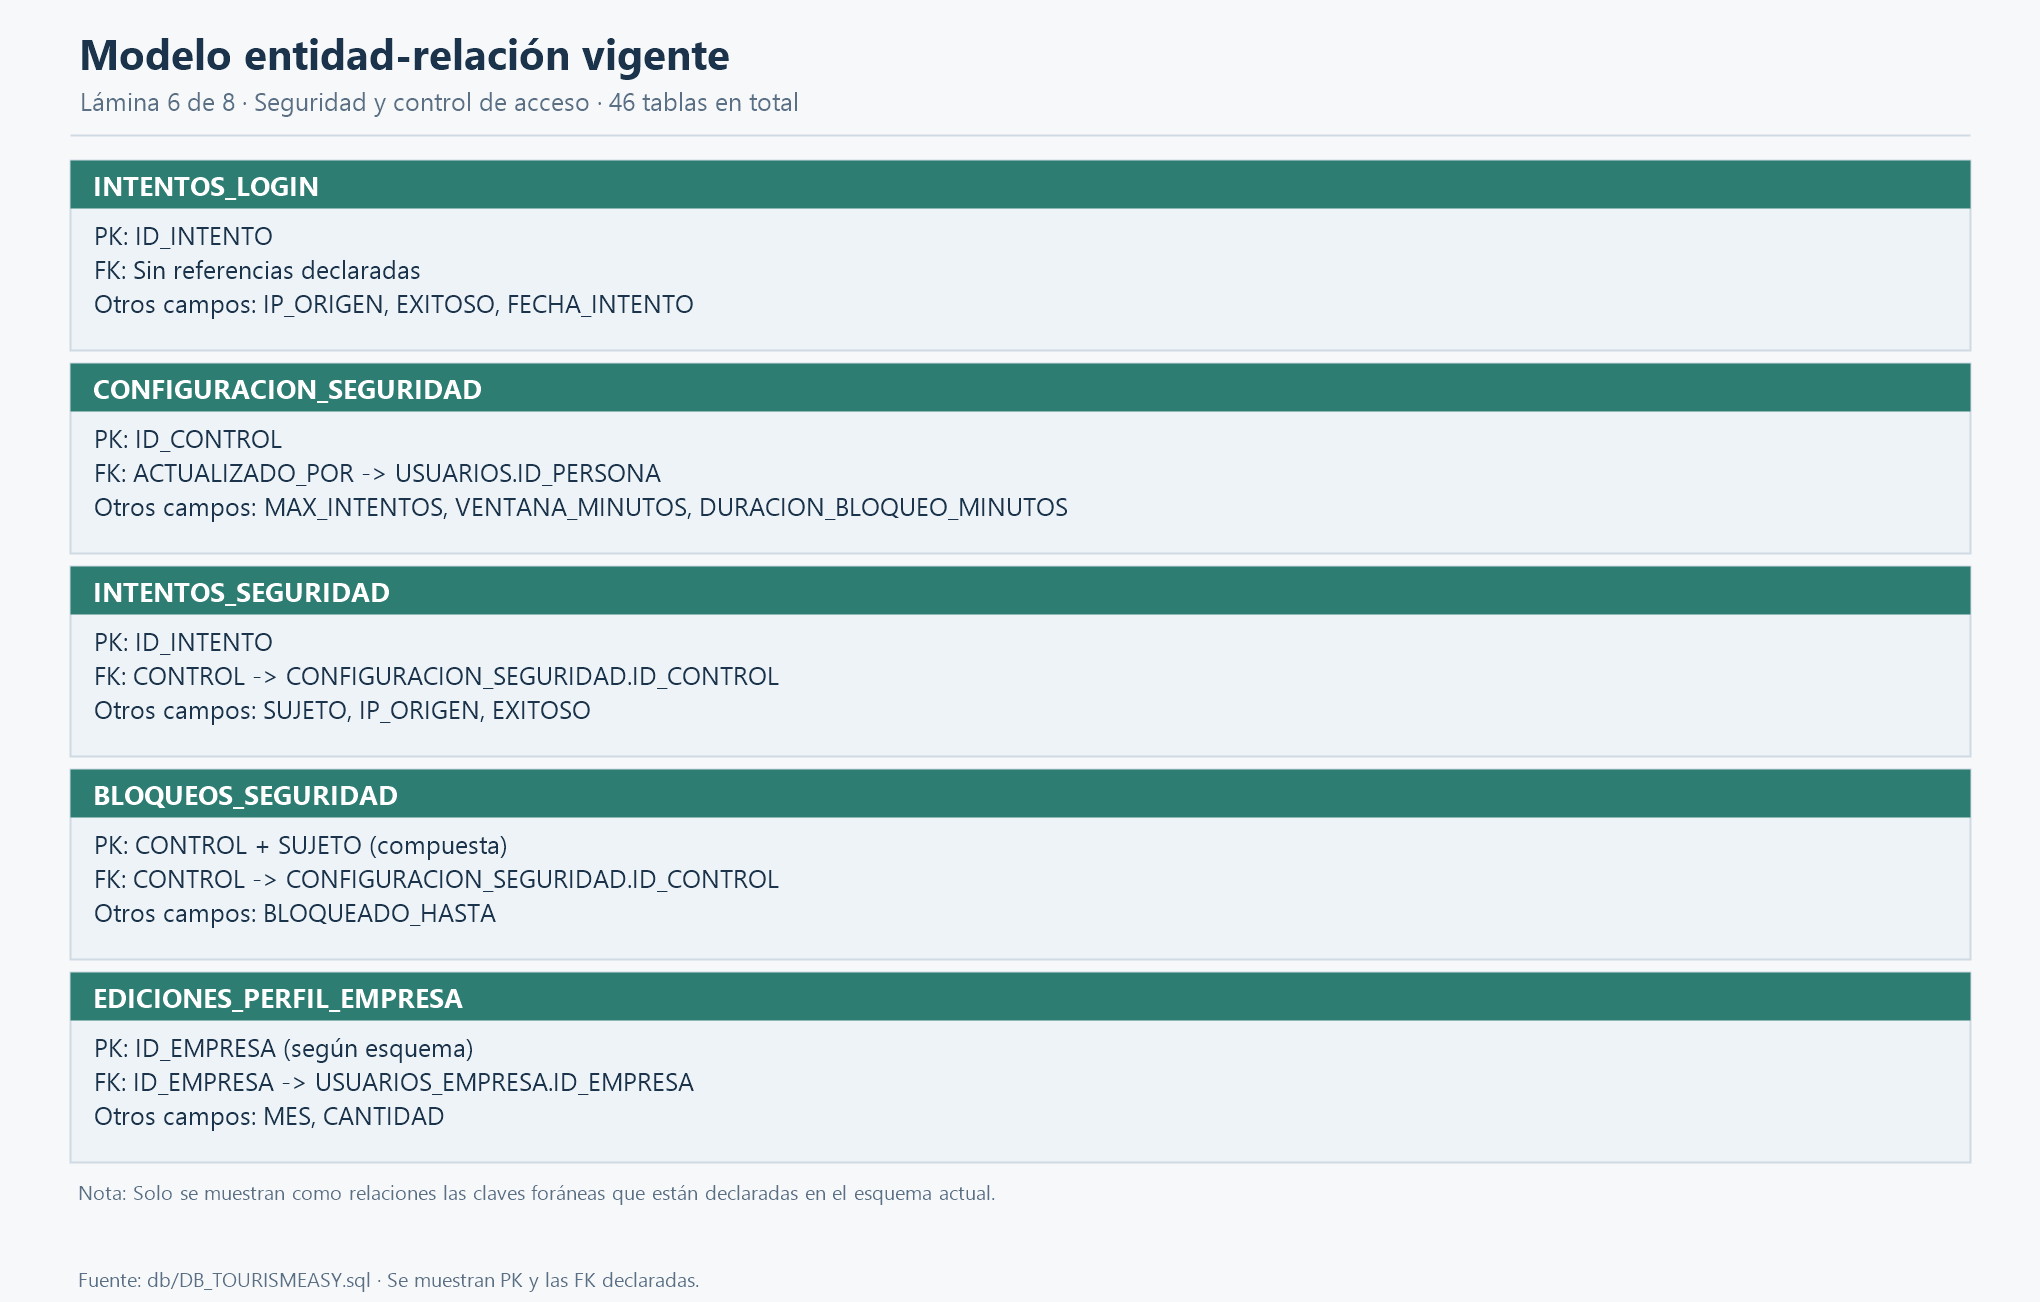 Modelo entidad-relación vigente
Lámina 6 de 8 · Seguridad y control de acceso · 46 tablas en total
INTENTOS_LOGIN
PK: ID_INTENTO
FK: Sin referencias declaradas
Otros campos: IP_ORIGEN, EXITOSO, FECHA_INTENTO
CONFIGURACION_SEGURIDAD
PK: ID_CONTROL
FK: ACTUALIZADO_POR -> USUARIOS.ID_PERSONA
Otros campos: MAX_INTENTOS, VENTANA_MINUTOS, DURACION_BLOQUEO_MINUTOS
INTENTOS_SEGURIDAD
PK: ID_INTENTO
FK: CONTROL -> CONFIGURACION_SEGURIDAD.ID_CONTROL
Otros campos: SUJETO, IP_ORIGEN, EXITOSO
BLOQUEOS_SEGURIDAD
PK: CONTROL + SUJETO (compuesta)
FK: CONTROL -> CONFIGURACION_SEGURIDAD.ID_CONTROL
Otros campos: BLOQUEADO_HASTA
EDICIONES_PERFIL_EMPRESA
PK: ID_EMPRESA (según esquema)
FK: ID_EMPRESA -> USUARIOS_EMPRESA.ID_EMPRESA
Otros campos: MES, CANTIDAD
Nota: Solo se muestran como relaciones las claves foráneas que están declaradas en el esquema actual.
Fuente: db/DB_TOURISMEASY.sql · Se muestran PK y las FK declaradas.